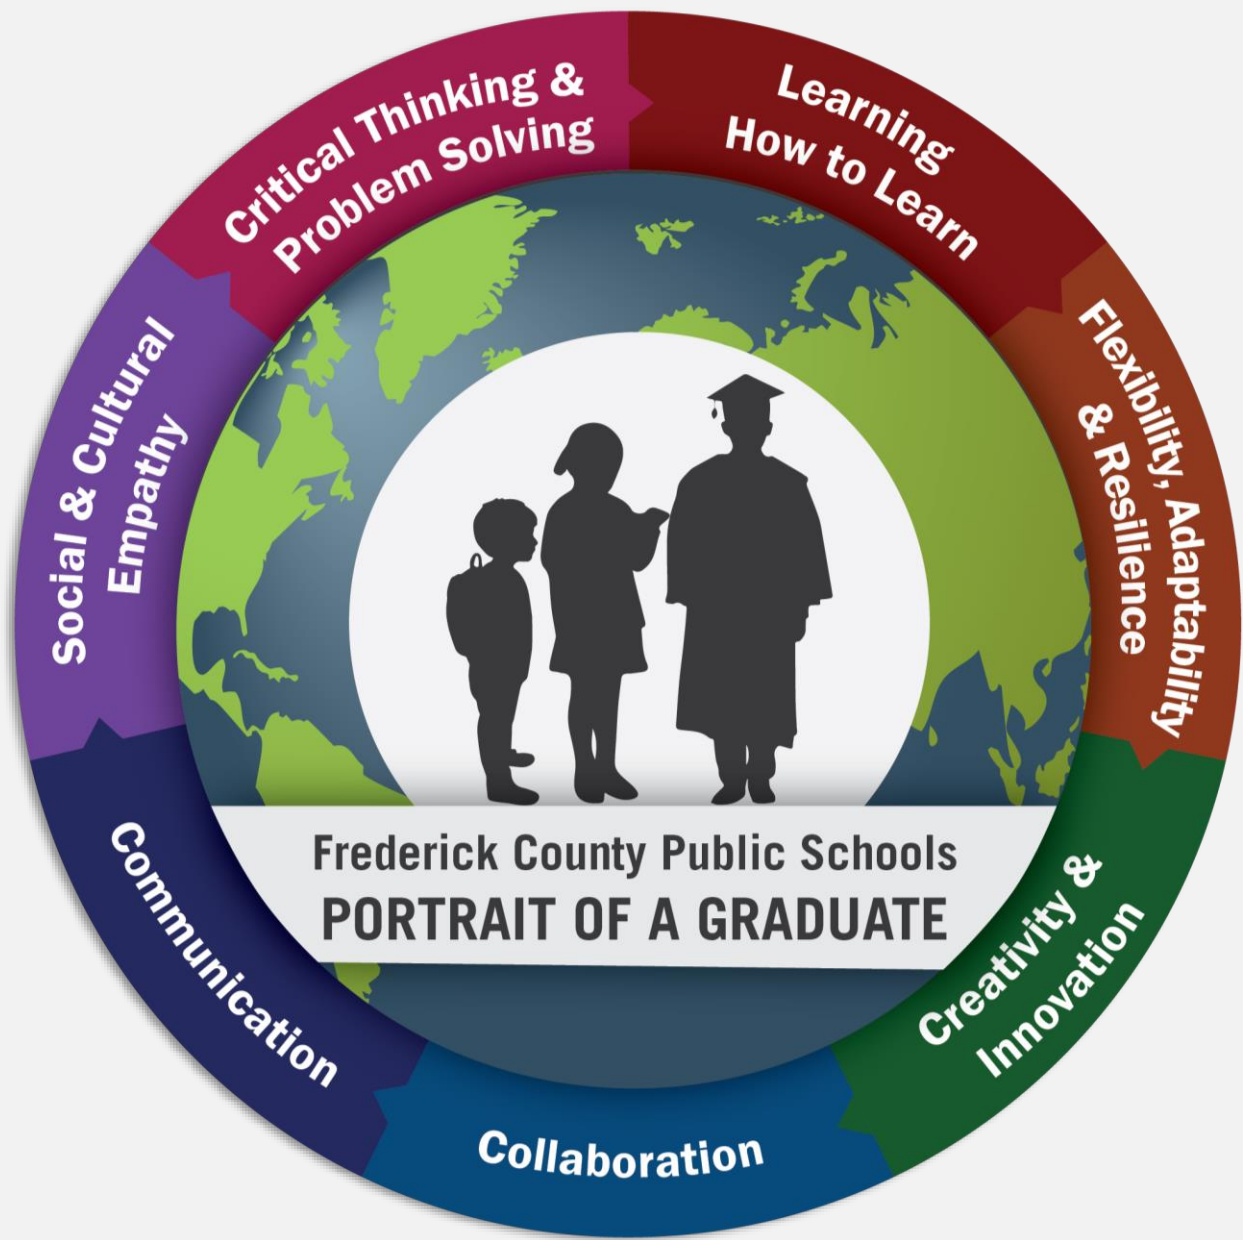 Critical Thinking &
Problem Solving
Learning
How to Learn
Flexibility, Adaptability
& Resilience
Creativity &
Innovation
Collaboration
Communication
Social & Cultural
Empathy
Frederick County Public Schools
PORTRAIT OF A GRADUATE